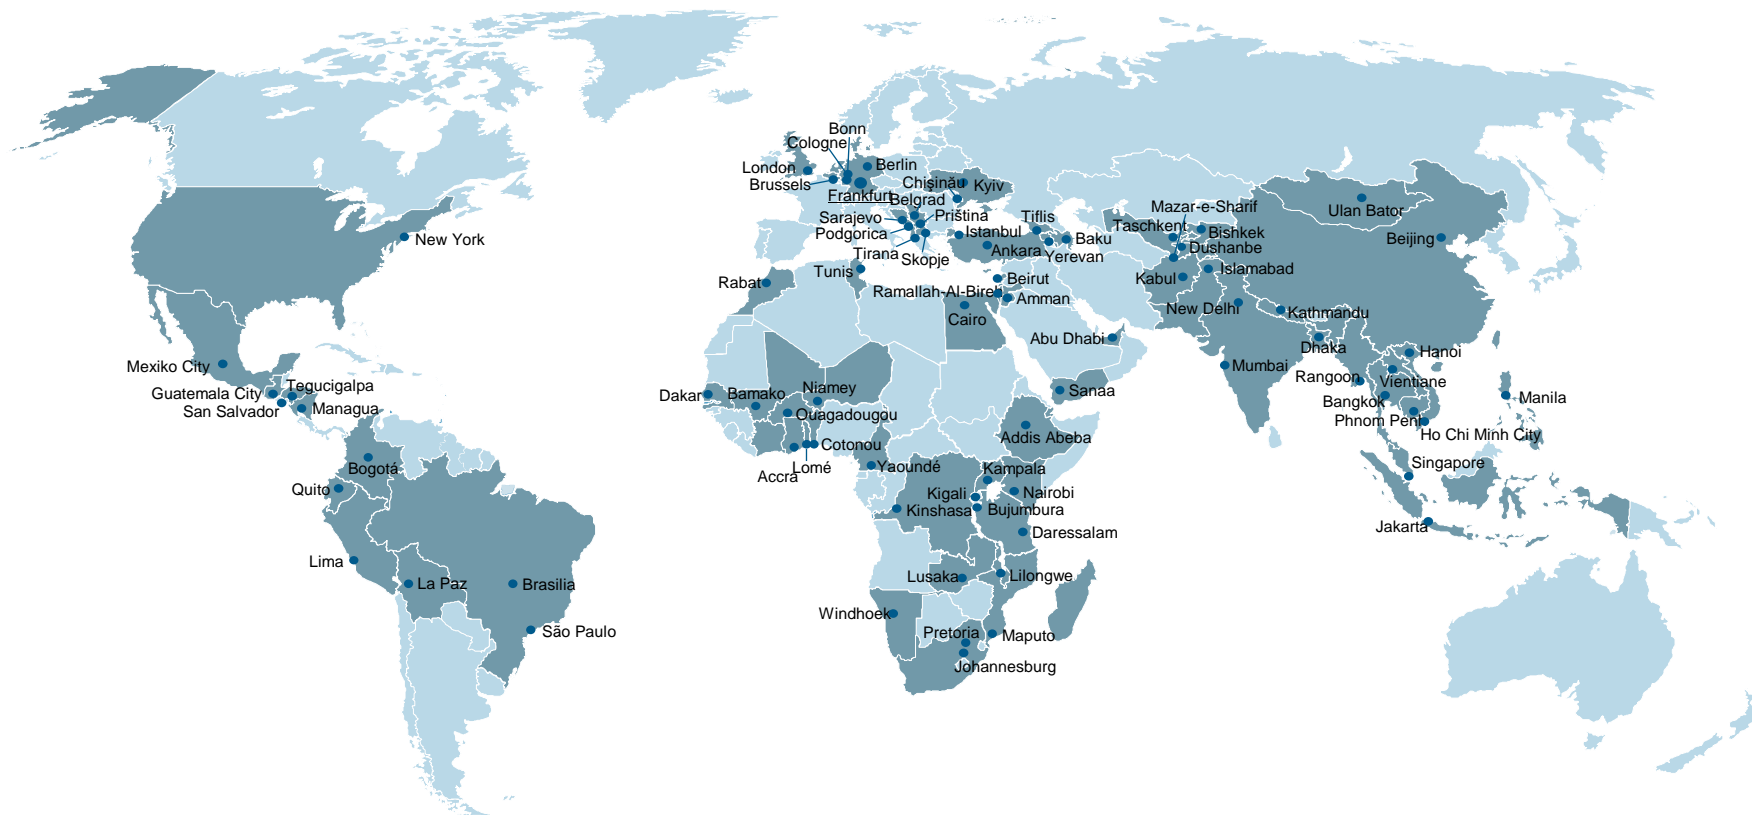 Bonn
Cologne
London
Berlin
Brussels
Frankfurt
Chişinău
Kyiv
Belgrad
Sarajevo
Priština
Podgorica
Istanbul
Tirana
Skopje
Ankara
Tiflis
Yerevan
Baku
Mazar-e-Sharif
Taschkent
Bishkek
Dushanbe
Ulan Bator
Beijing
New York
Tunis
Rabat
Beirut
Ramallah-Al-Bireh
Amman
Cairo
Kabul
Islamabad
New Delhi
Kathmandu
Abu Dhabi
Dhaka
Hanoi
Mexiko City
Mumbai
Rangoon
Vientiane
Guatemala City
Tegucigalpa
San Salvador
Managua
Dakar
Bamako
Niamey
Ouagadougou
Sanaa
Bangkok
Manila
Phnom Penh
Ho Chi Minh City
Addis Abeba
Cotonou
Lomé
Accra
Yaoundé
Bogotá
Quito
Kampala
Kigali
Nairobi
Kinshasa
Bujumbura
Singapore
Jakarta
Daressalam
Lima
La Paz
Brasilia
Lusaka
Lilongwe
São Paulo
Windhoek
Pretoria
Maputo
Johannesburg